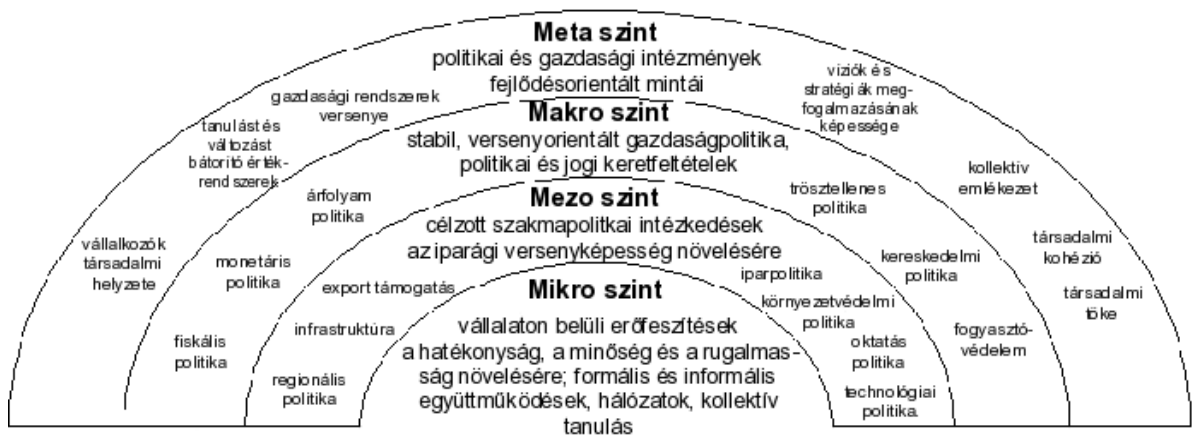 Meta szint
politikai és gazdasági intézmények
fejlődésorientált mintái
gazdasági rendszerek
versenye
tanulást és
változást
bátorító érték-
rendszerek
vállalkozók
társadalmi
helyzete
víziók és
stratégiák meg-
fogalmazásának
képessége
kollektív
emlékezet
társadalmi
kohézió
társadalmi
tőke
Makro szint
stabil, versenyorientált gazdaságpolitika,
politikai és jogi keretfeltételek
árfolyam
politika
monetáris
politika
fiskális
politika
trösztellenes
politika
kereskedelmi
politika
fogyasztó-
védelem
Mezo szint
célzott szakmapolitkai intézkedések
az iparági versenyképesség növelésére
export támogatás
infrastruktúra
regionális
politika
iparpolitika
környezetvédelmi
politika
oktatás
politika
technológiai
politika.
Mikro szint
vállalaton belüli erőfeszítések
a hatékonyság, a minőség és a rugalmas-
ság növelésére; formális és informális
együttműködések, hálózatok, kollektív
tanulás